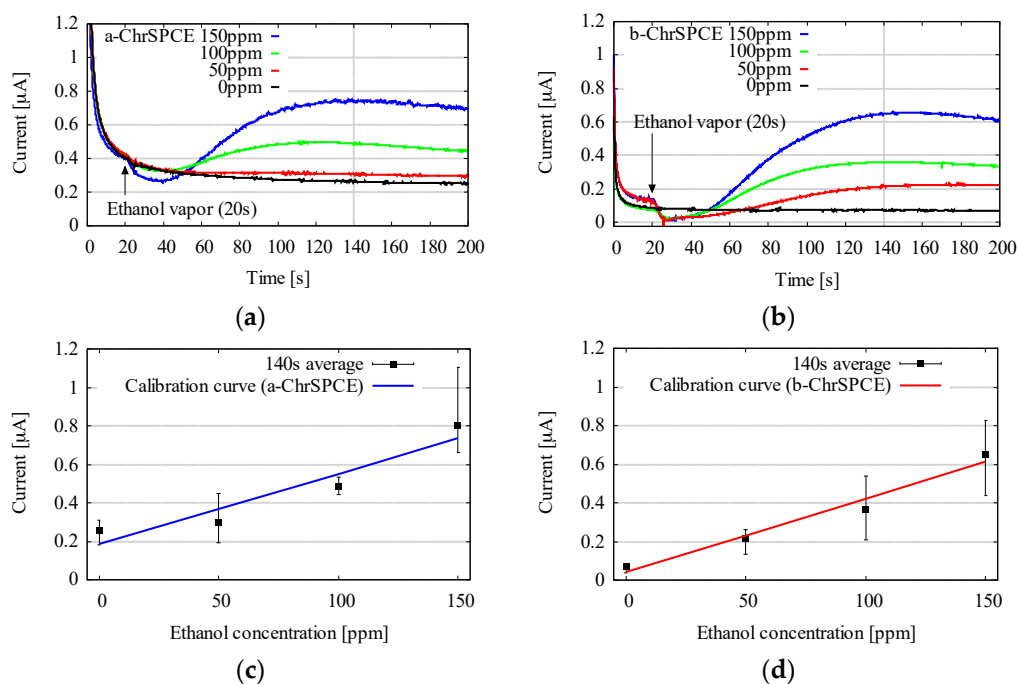 1.2
1
0.8
0.6
0.4
0.2
0
Current [µA]
a-ChrSPCE 150ppm
100ppm
50ppm
0ppm
Ethanol vapor (20s)
0 20 40 60 80 100 120 140 160 180 200
Time [s]
(a)
1.2
1
0.8
0.6
0.4
0.2
0
Current [µA]
b-ChrSPCE 150ppm
100ppm
50ppm
0ppm
Ethanol vapor (20s)
0 20 40 60 80 100 120 140 160 180 200
Time [s]
(b)
1.2
1
0.8
0.6
0.4
0.2
0
Current [µA]
140s average
Calibration curve (a-ChrSPCE)
0 50 100 150
Ethanol concentration [ppm]
(c)
1.2
1
0.8
0.6
0.4
0.2
0
Current [µA]
140s average
Calibration curve (b-ChrSPCE)
0 50 100 150
Ethanol concentration [ppm]
(d)